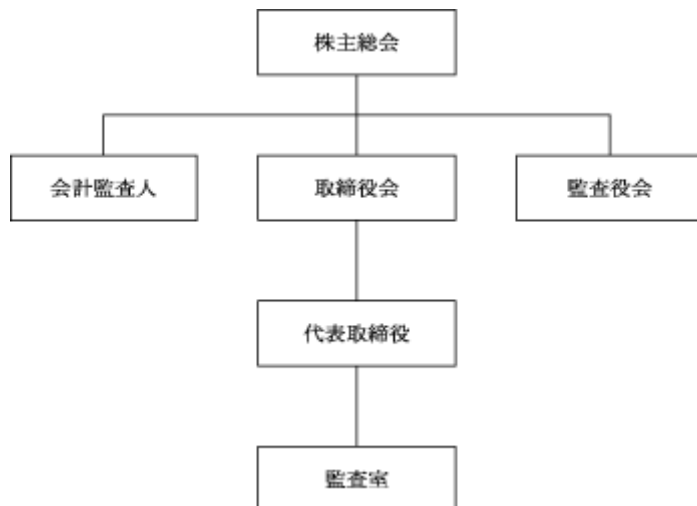 株主総会
会計監査人
取締役会
監査役会
代表取締役
監査室